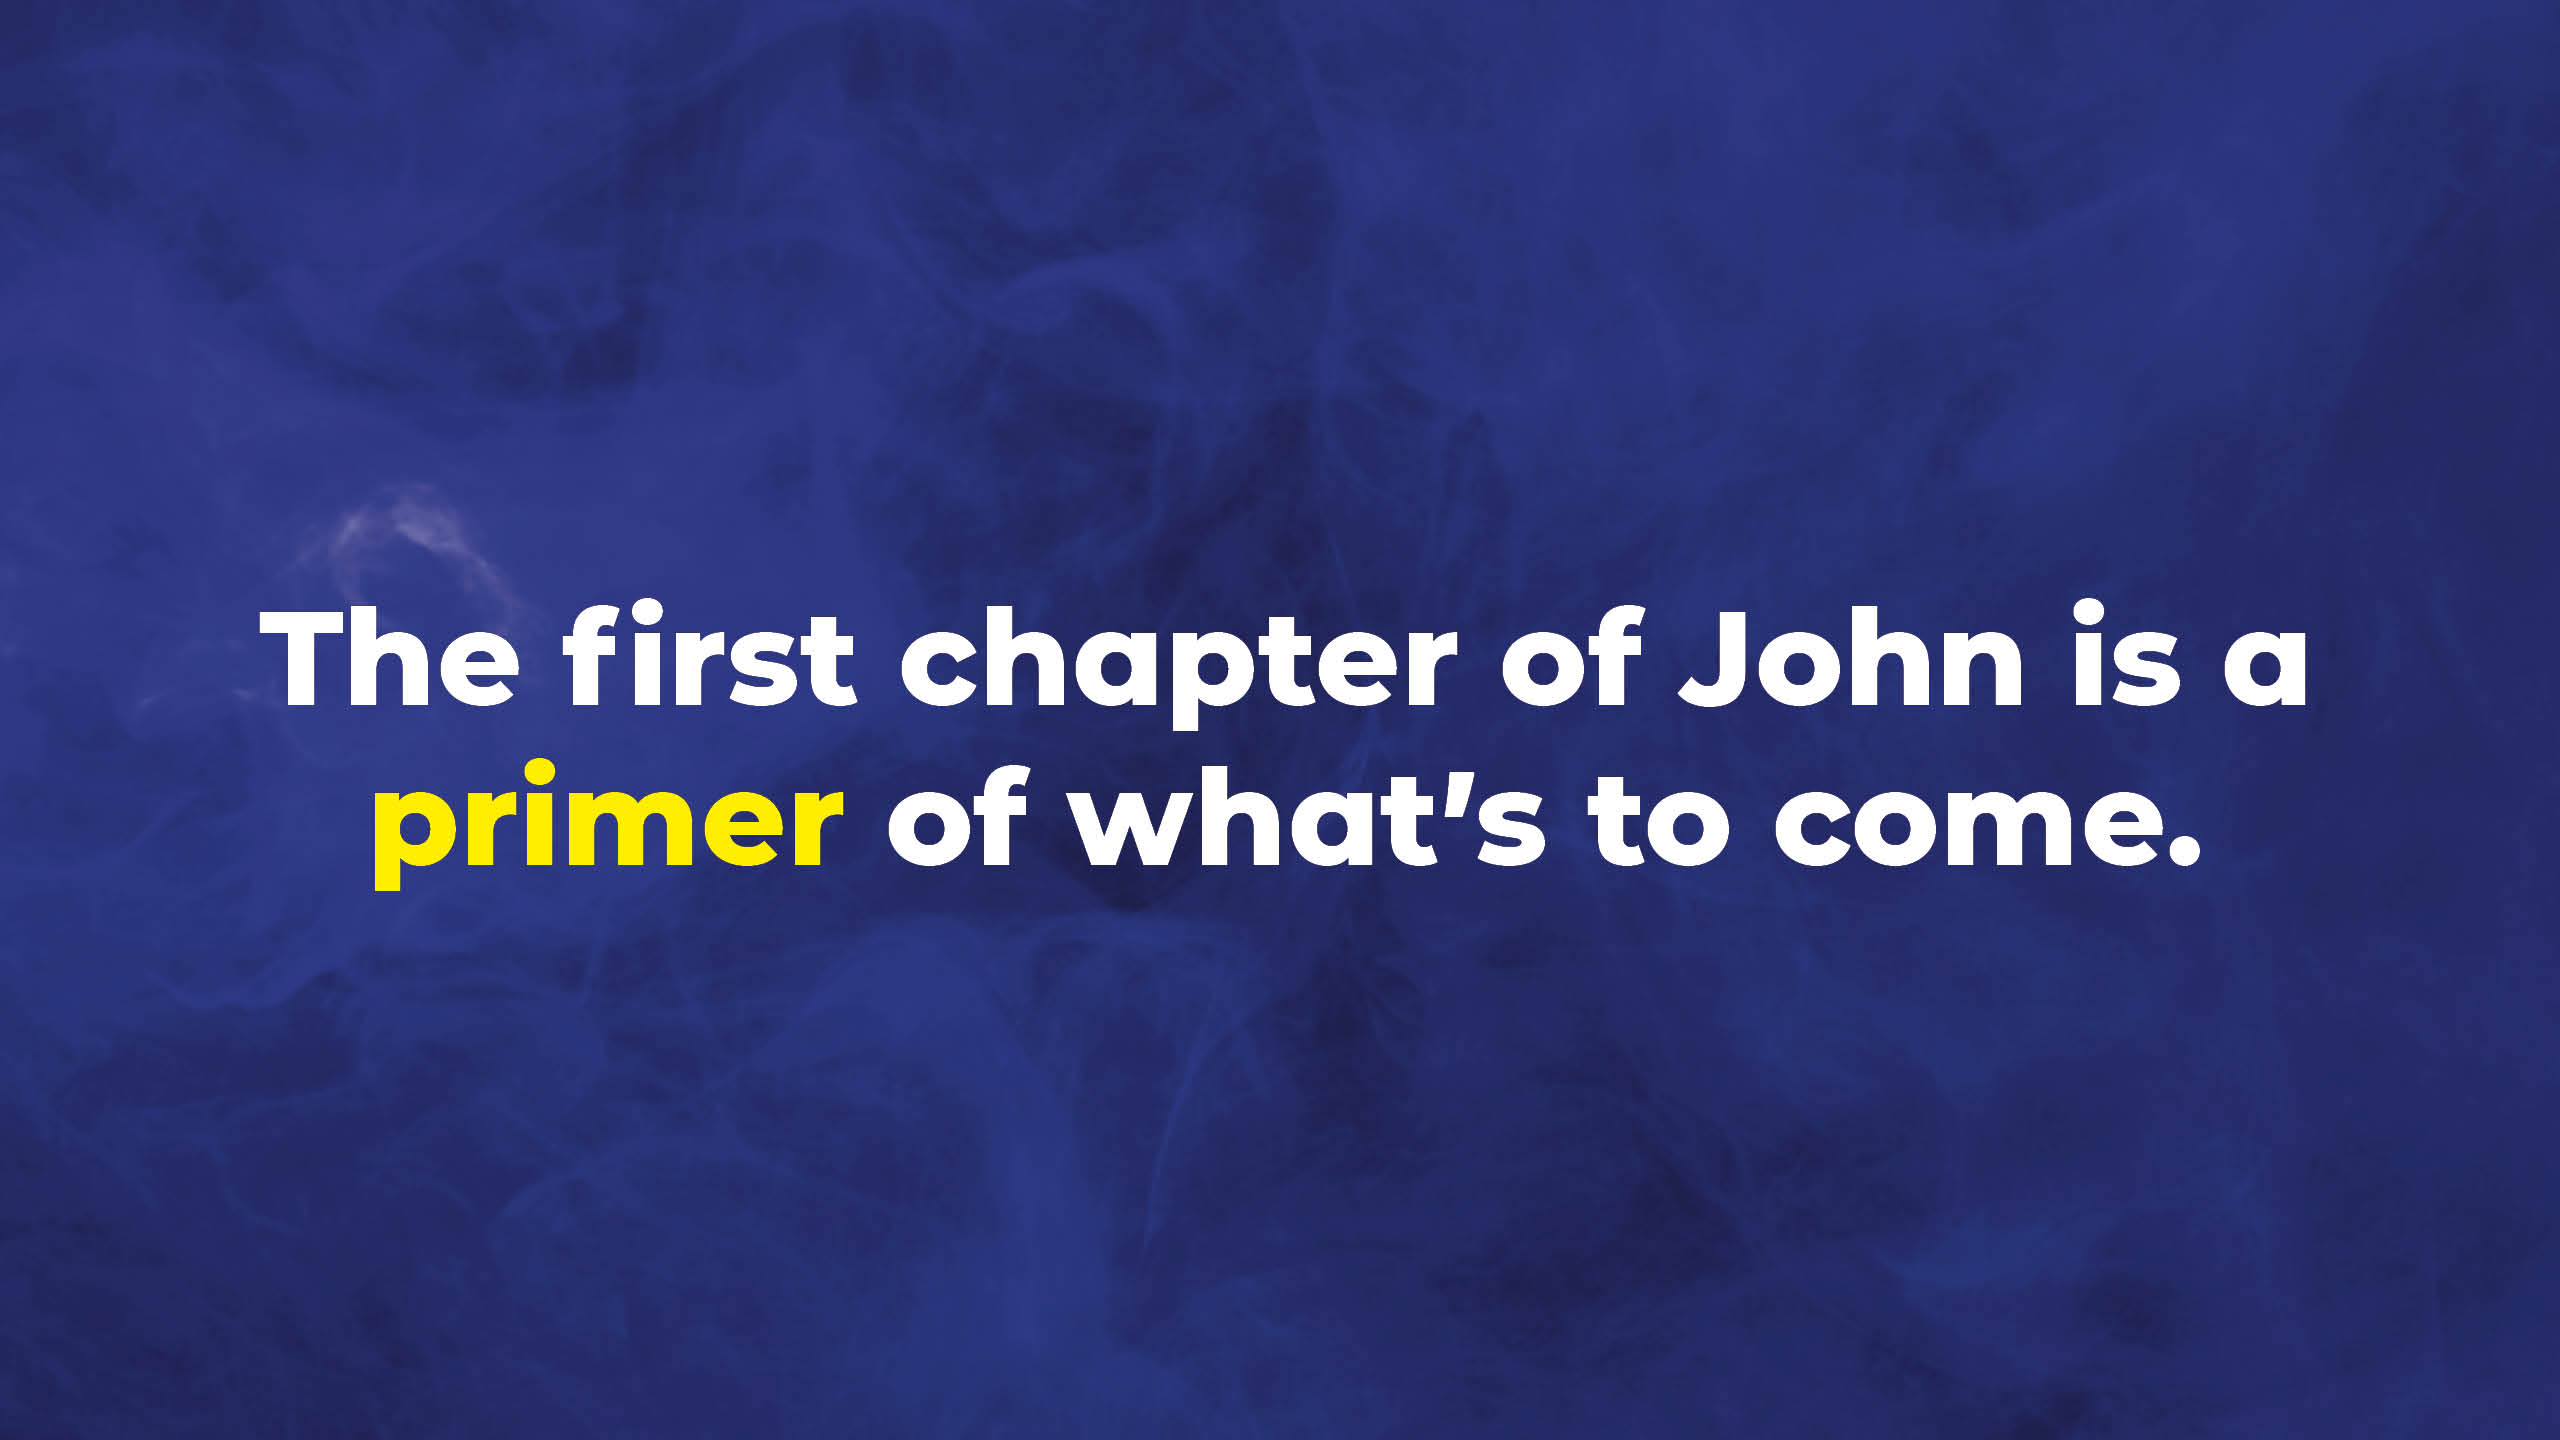 The first chapter of John is a
primer of what's to come.